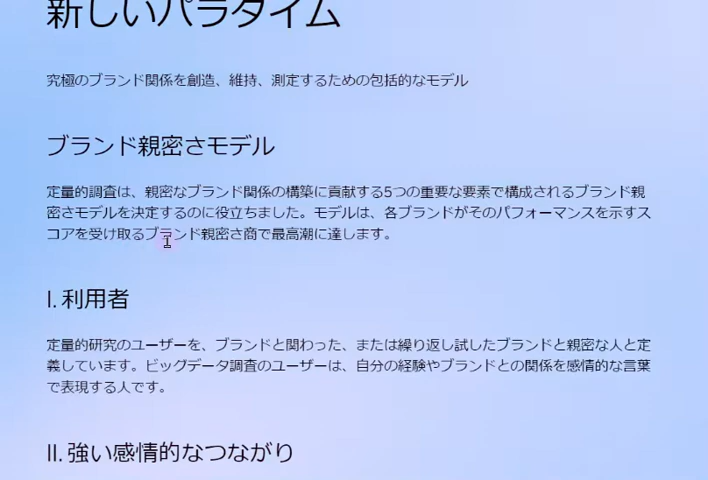 新しいパラダイム
究極のブランド関係を創造、維持、測定するための包括的なモデル
ブランド親密さモデル
定量的調査は、親密なブランド関係の構築に貢献する5つの重要な要素で構成されるブランド親
密さモデルを決定するのに役立ちました。モデルは、各ブランドがそのパフォーマンスを示すス
コアを受け取るブランド親密さ商で最高潮に達します。
I. 利用者
定量的研究のユーザーを、ブランドと関わった、または繰り返し試したブランドと親密な人と定
義しています。ビッグデータ調査のユーザーは、自分の経験やブランドとの関係を感情的な言葉
で表現する人です。
II. 強い感情的なつながり